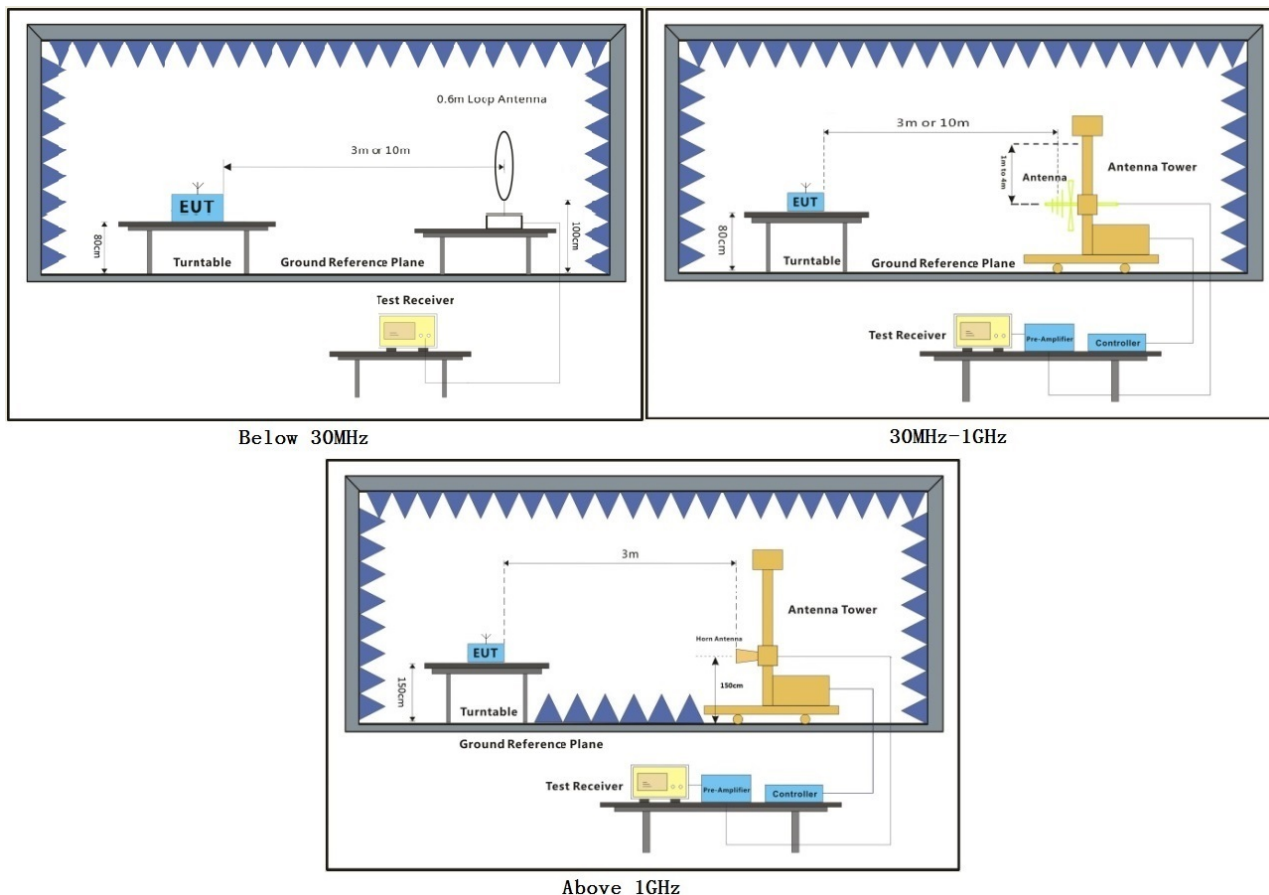 0.6m Loop Antenna
3m or 10m
EUT
80cm
100cm
Turntable
Ground Reference Plane
Test Receiver
Below 30MHz
3m or 10m
1m to 4m
Antenna
Antenna Tower
EUT
80cm
Turntable
Ground Reference Plane
Test Receiver
Pre-Amplifier
Controller
30MHz-1GHz
3m
Antenna Tower
Horn Antenna
EUT
150cm
150cm
Turntable
Ground Reference Plane
Test Receiver
Pre-Amplifier
Controller
Above 1GHz